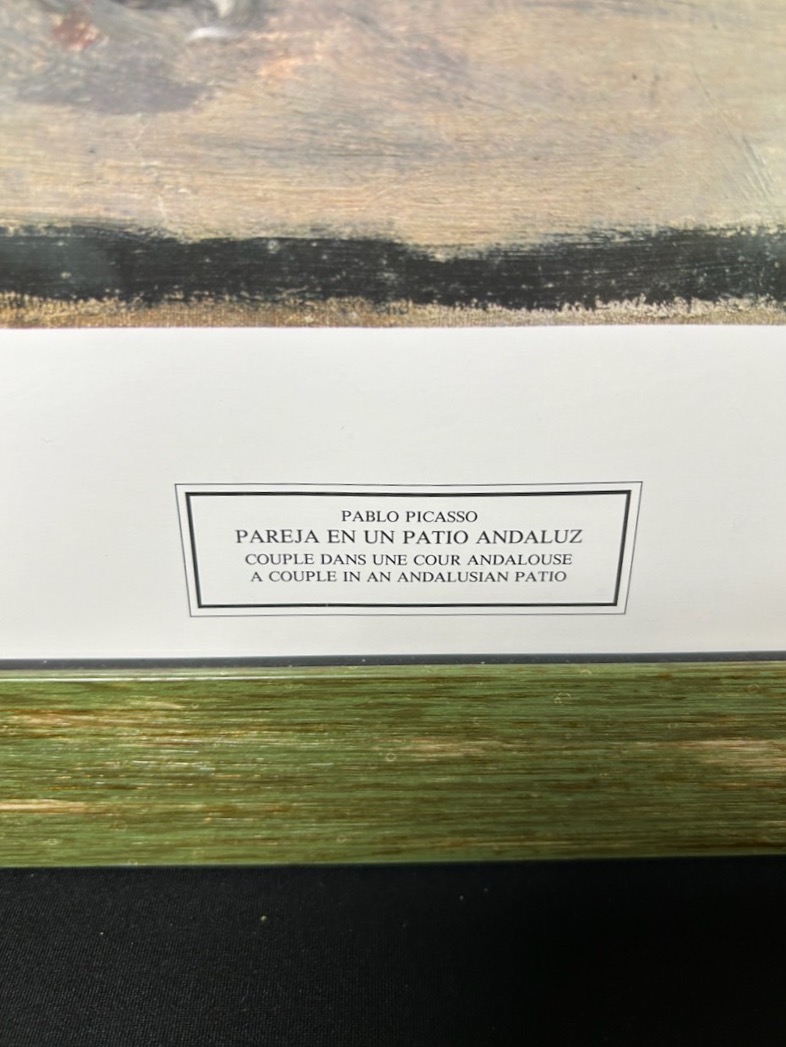 PABLO PICASSO
PAREJA EN UN PATIO ANDALUZ
COUPLE DANS UNE COUR ANDALOUSE
A COUPLE IN AN ANDALUSIAN PATIO